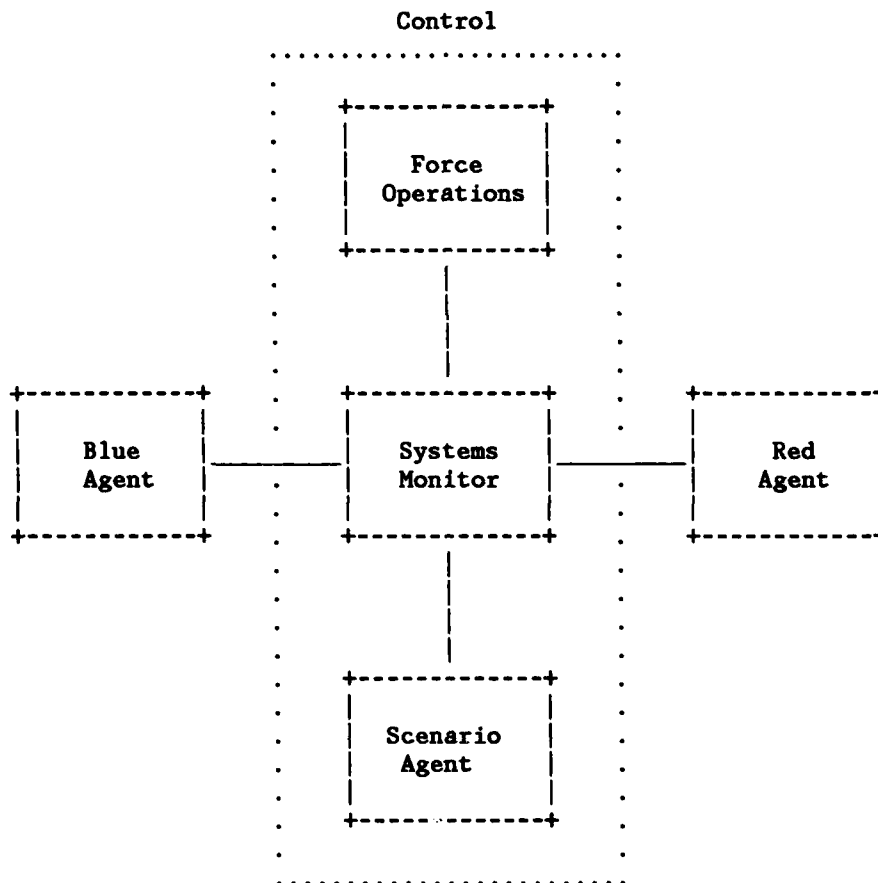 Control
Force
Operations
Blue
Agent
Systems
Monitor
Red
Agent
Scenario
Agent